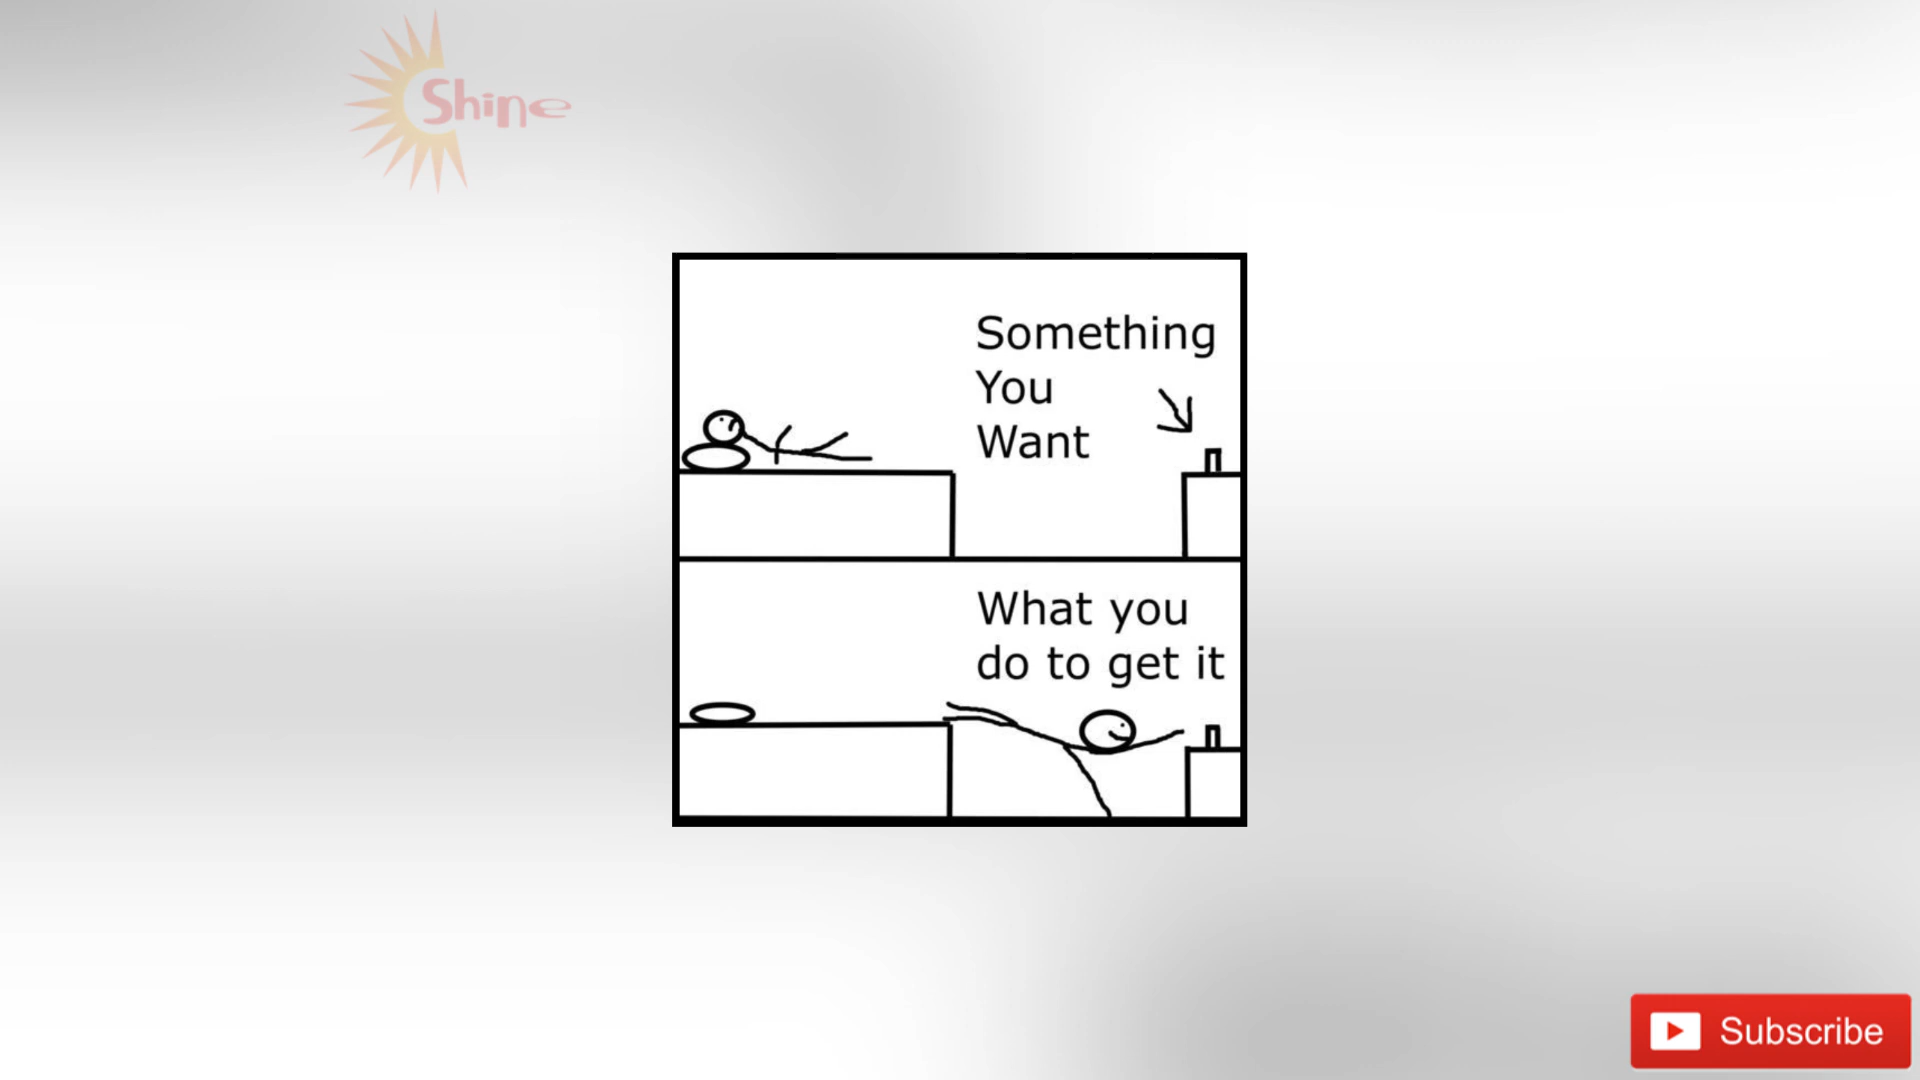 Shine
Something
You
Want
What you
do to get it
Subscribe